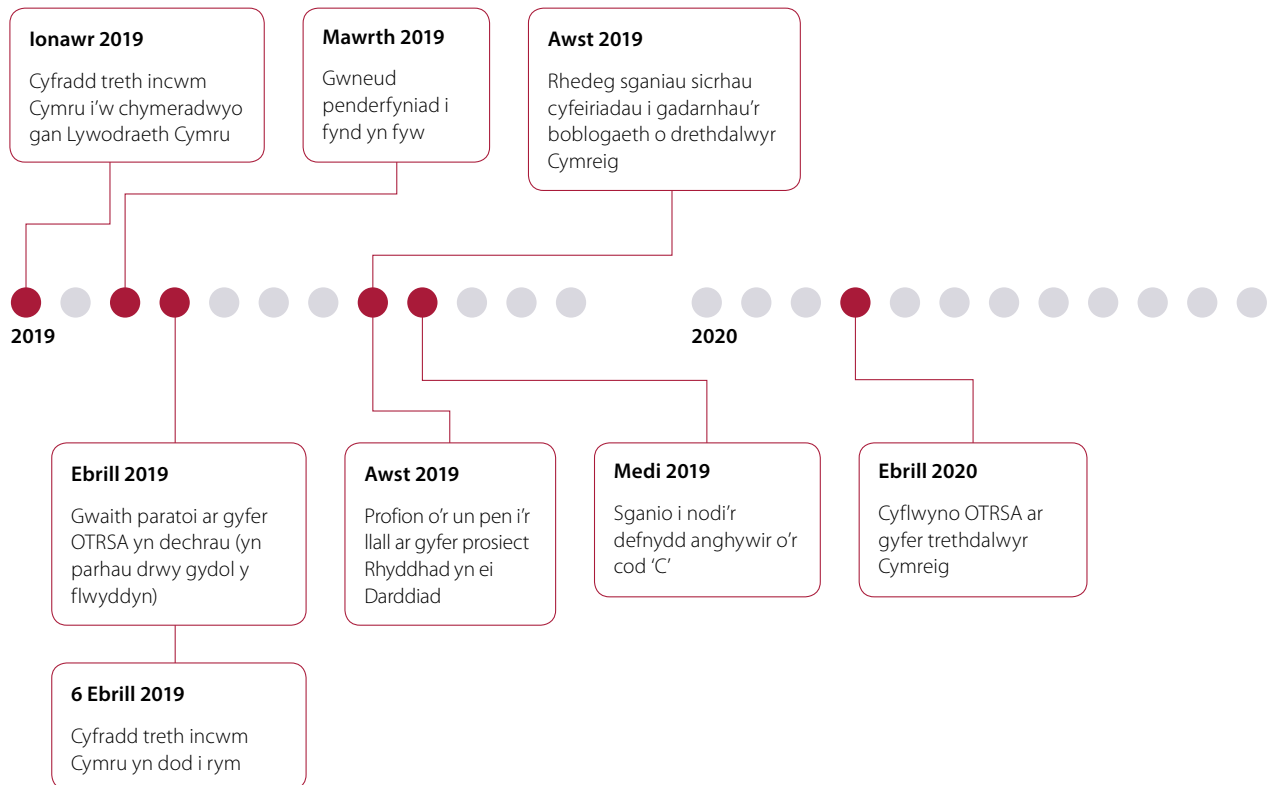 Ionawr 2019
Cyfradd treth incwm
Cymru i'w chymeradwyo
gan Lywodraeth Cymru
Mawrth 2019
Gwneud
penderfyniad i
fynd yn fyw
Awst 2019
Rhedeg sganiau sicrhau
cyfeiriadau i gadarnhau'r
boblogaeth o drethdalwyr
Cymreig
2019
2020
Ebrill 2019
Gwaith paratoi ar gyfer
OTRSA yn dechrau (yn
parhau drwy gydol y
flwyddyn)
Awst 2019
Profion o'r un pen i'r
llall ar gyfer prosiect
Rhyddhad yn ei
Darddiad
Medi 2019
Sganio i nodi'r
defnydd anghywir o'r
cod ‘C’
Ebrill 2020
Cyflwyno OTRSA ar
gyfer trethdalwyr
Cymreig
6 Ebrill 2019
Cyfradd treth incwm
Cymru yn dod i rym